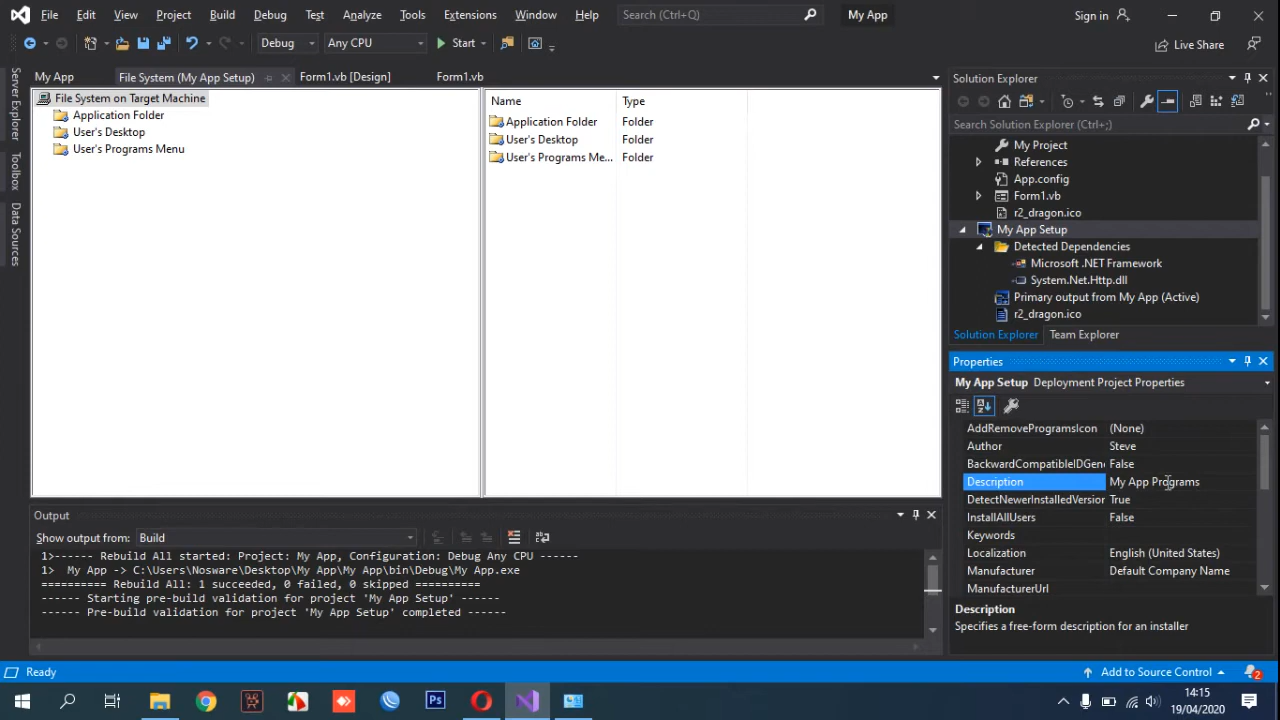 File Edit View Project Build Debug Test Analyze Tools Extensions Window Help Search (Ctrl+Q) My App Sign in
Debug Any CPU Start Live Share
Server Explorer
Toolbox
Data Sources
My App File System (My App Setup) Form1.vb [Design] Form1.vb
File System on Target Machine
Application Folder
User's Desktop
User's Programs Menu
Name Type
Application Folder Folder
User's Desktop Folder
User's Programs Me... Folder
Solution Explorer
Search Solution Explorer (Ctrl+;)
My Project
References
App.config
Form1.vb
r2_dragon.ico
My App Setup
Detected Dependencies
Microsoft .NET Framework
System.Net.Http.dll
Primary output from My App (Active)
r2_dragon.ico
Solution Explorer Team Explorer
Properties
My App Setup Deployment Project Properties
AddRemoveProgramsIcon (None)
Author Steve
BackwardCompatibleIDGen False
Description My App Programs
DetectNewerInstalledVersion True
InstallAllUsers False
Keywords
Localization English (United States)
Manufacturer Default Company Name
ManufacturerUrl
Description
Specifies a free-form description for an installer
Output
Show output from: Build
1>------ Rebuild All started: Project: My App, Configuration: Debug Any CPU ------
1> My App -> C:\Users\Nosware\Desktop\My App\My App\bin\Debug\My App.exe
========== Rebuild All: 1 succeeded, 0 failed, 0 skipped ==========
------ Starting pre-build validation for project 'My App Setup' ------
------ Pre-build validation for project 'My App Setup' completed ------
Ready Add to Source Control 2
Ps
14:15
19/04/2020